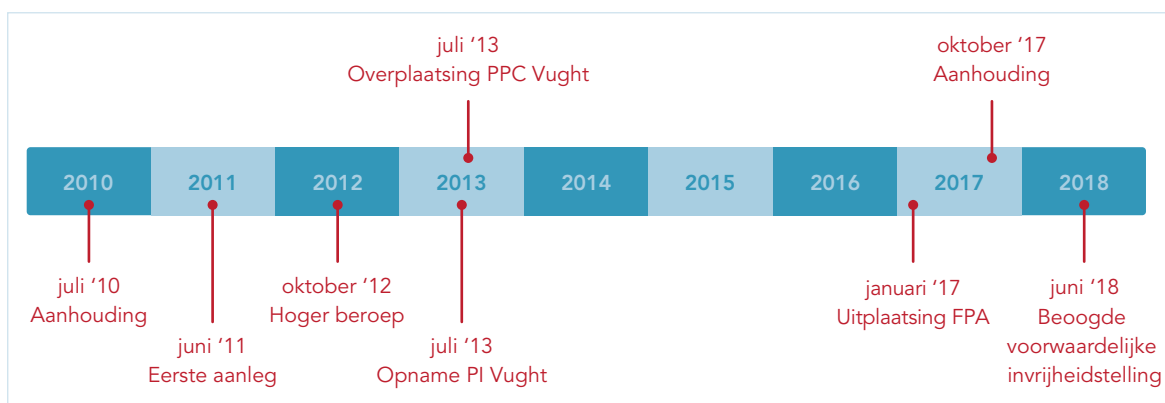 juli ‘13
Overplaatsing PPC Vught
oktober ‘17
Aanhouding
2010 2011 2012 2013 2014 2015 2016 2017 2018
juli ‘10
Aanhouding
juni ‘11
Eerste aanleg
oktober ‘12
Hoger beroep
juli ‘13
Opname PI Vught
januari ‘17
Uitplaatsing FPA
juni ‘18
Beoogde
voorwaardelijke
invrijheidstelling